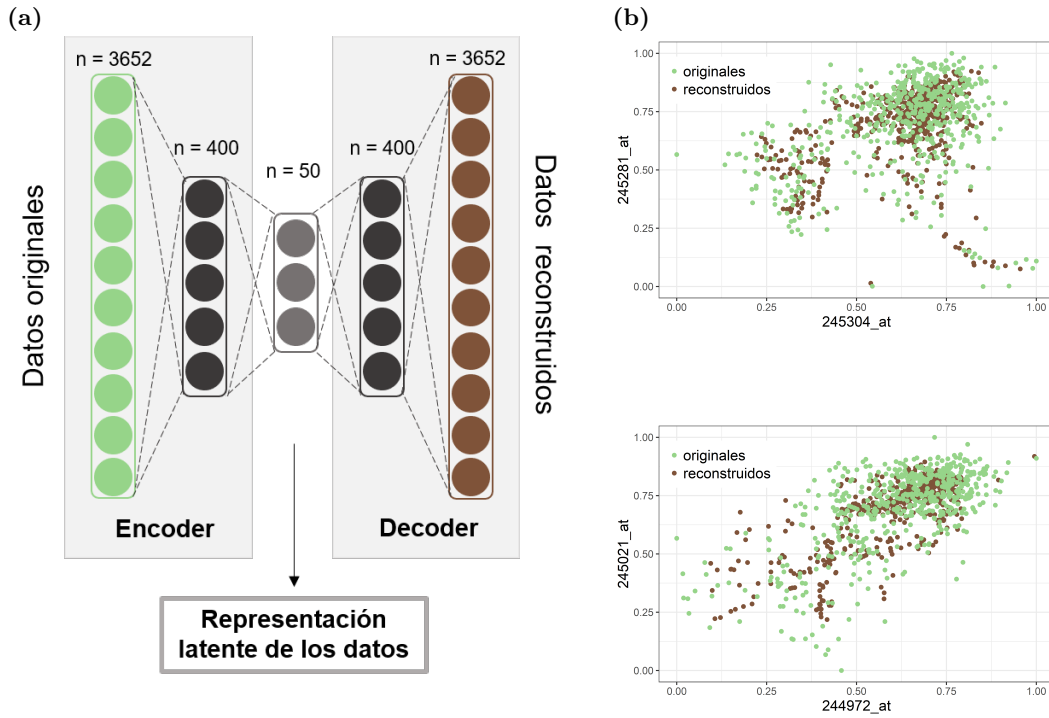 (a)
n = 3652
n = 400
n = 50
n = 400
n = 3652
Datos originales
Datos reconstruidos
Encoder
Decoder
Representación
latente de los datos
(b)
originales
reconstruidos
1.00
0.75
0.50
0.25
0.00
245281_at
0.00
0.25
0.50
0.75
1.00
245304_at
originales
reconstruidos
1.00
0.75
0.50
0.25
0.00
245021_at
0.00
0.25
0.50
0.75
1.00
244972_at